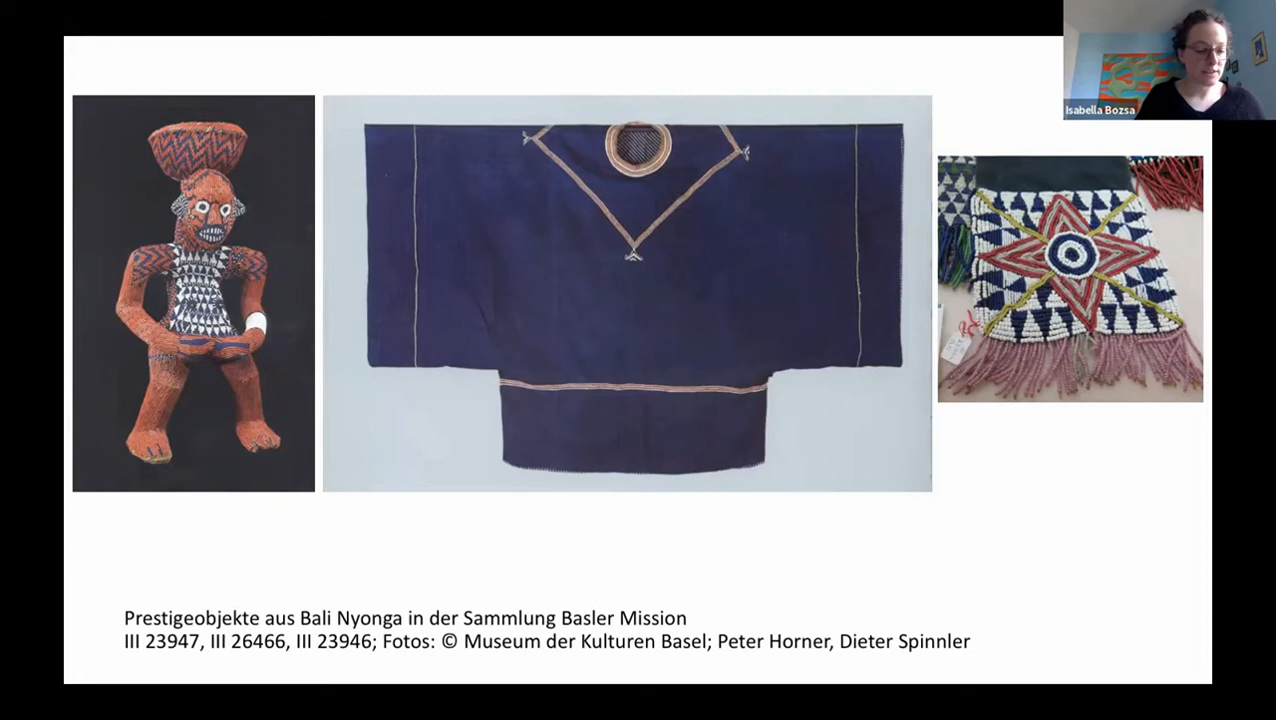 Isabella Bozsa
Prestigeobjekte aus Bali Nyonga in der Sammlung Basler Mission
III 23947, III 26466, III 23946; Fotos: © Museum der Kulturen Basel; Peter Horner, Dieter Spinnler